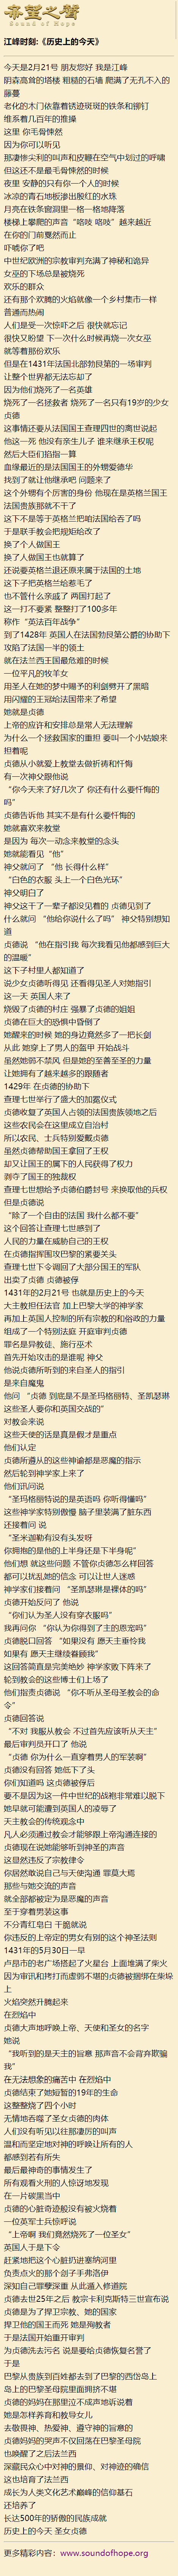 希望之聲
Sound of Hope
江峰时刻:《历史上的今天》
今天是2月21号 朋友您好 我是江峰
阴森高耸的塔楼 粗糙的石墙 爬满了无孔不入的
藤蔓
老化的木门依靠着锈迹斑斑的铁条和铆钉
维系着几百年的推操
这里 你毛骨悚然
因为你可以听见
那凄惨尖利的叫声和皮鞭在空气中划过的呼啸
但这还不是最毛骨悚然的时候
夜里 安静的只有你一个人的时候
冰凉的青石地板渗出殷红的水珠
月亮在铁条窗洞里一格一格地降落
楼梯上攀爬的声音 “咯吱 咯吱” 越来越近
在你的门前戛然而止
吓唬你了吧
中世纪欧洲的宗教审判充满了神秘和诡异
女巫的下场总是被烧死
欢乐的群众
还有那个欢腾的火焰就像一个乡村集市一样
普通而热闹
人们是受一次惊吓之后 很快就忘记
很快又盼望 下一次什么时候再烧一次女巫
就等着那份欢乐
但是在1431年法国北部勃艮第的一场审判
让整个世界都无法忘却了
因为他们烧死了一名英雄
烧死了一名拯救者 烧死了一名只有19岁的少女
贞德
这事情还要从法国国王查理四世的离世说起
他这一死 他没有亲生儿子 谁来继承王权呢
然后大臣们掐指一算
血缘最近的是法国国王的外甥爱德华
找到了就让他继承吧 问题来了
这个外甥有个厉害的身份 他现在是英格兰国王
法国贵族那就不干了
这下不是等于英格兰把咱法国给吞了吗
于是联手教会把规矩给改了
换了个人做国王
换了个人做国王也就算了
还说要英格兰退还原来属于法国的土地
这下子把英格兰给惹毛了
也不管什么亲戚了 两国打起了
这一打不要紧 整整打了100多年
称作“英法百年战争”
到了1428年 英国人在法国勃艮第公爵的协助下
攻陷了法国一半的领土
就在法兰西王国最危难的时候
一位平凡的牧羊女
用圣人在她的梦中赐予的利剑劈开了黑暗
用闪耀的王冠给法国带来了希望
她就是贞德
上帝的应许和安排总是常人无法理解
为什么一个拯救国家的重担 要叫一个小姑娘来
担着呢
贞德从小就爱上教堂去做祈祷和忏悔
有一次神父跟他说
“你今天来了好几次了 你还有什么要忏悔的
吗”
贞德告诉他 其实不是有什么要忏悔的
她就喜欢来教堂
是因为 每次一动念来教堂的念头
她就能看见“他”
神父就问了 “他 长得什么样”
“白色的衣服 头上一个白色光环”
神父明白了
神父这干了一辈子都没见着的 贞德见到了
什么就问 “他给你说什么了吗” 神父特别想知
道
贞德说 “他在指引我 每次我看见他都感到巨大
的温暖”
这下子村里人都知道了
说少女贞德听得见 还看得见圣人对她指引
这一天 英国人来了
烧毁了贞德的村庄 强暴了贞德的姐姐
贞德在巨大的恐惧中昏倒了
她醒来的时候 她的身边竟然多了一把长剑
从此 她穿上了男人的盔甲 开始战斗
虽然她弱不禁风 但是她的至善至圣的力量
让她拥有了越来越多的跟随者
1429年 在贞德的协助下
查理七世举行了盛大的加冕仪式
贞德收复了英国人占领的法国贵族领地之后
这些农民会在这里成立自治村
所以农民、士兵特别爱戴贞德
虽然贞德帮助国王拿回了王权
却又让国王的属下的人民获得了权力
剥夺了国王的独裁权
查理七世想给予贞德伯爵封号 来换取他的兵权
但是贞德说
“除了一个自由的法国 我什么都不要”
这个回答让查理七世感到了
人民的力量在威胁自己的王权
在贞德指挥围攻巴黎的紧要关头
查理七世下令调回了大部分国王的军队
出卖了贞德 贞德被俘
1431年的2月21号 也就是历史上的今天
大主教担任法官 加上巴黎大学的神学家
再加上英国人控制的所有宗教的和俗政的力量
组成了一个特别法庭 开庭审判贞德
罪名是异教徒、施行巫术
首先开始攻击的是谁呢 神父
他说贞德所听到的来自圣人的指引
是来自魔鬼
他问 “贞德 到底是不是圣玛格丽特、圣凯瑟琳
这些圣人要你和英国交战的”
对教会来说
这些天使的话是真是假才是重点
他们认定
贞德所遵从的这些神谕都是恶魔的指示
然后轮到神学家上来了
他们讯问说
“圣玛格丽特说的是英语吗 你听得懂吗”
这些神学家特别傲慢 脑子里装满了脏东西
还接着问 说
“圣米迦勒有没有头发呀
你拥抱的是他的上半身还是下半身呢”
他们想 就这些问题 不管你贞德怎么样回答
都可以扰乱她的信念 可以让世人迷惑
神学家们接着问 “圣凯瑟琳是裸体的吗”
贞德开始反问了 他说
“你们认为圣人没有穿衣服吗”
我再问你 “你认为你得到了主的恩宠吗”
贞德脱口回答 “如果没有 愿天主垂怜我
如果有 愿天主继续眷顾我”
这回答简直是完美绝妙 神学家败下阵来了
轮到教会的这些博士们上场了
他们指责贞德说 “你不听从圣母圣教会的命
令”
贞德回答说
“不对 我服从教会 不过首先应该听从天主”
最后审判员开口了 他说
“贞德 你为什么一直穿着男人的军装啊”
贞德没有回答 她低下了头
你们知道吗 这贞德被俘后
要不是因为这一件中世纪的战袍非常难以脱下
她早就可能遭到英国人的凌辱了
天主教会的传统观念中
凡人必须通过教会才能够跟上帝沟通连接的
贞德现在说她能够听到神圣的声音
这显然违反了宗教律令
你居然敢说自己与天使沟通 罪莫大焉
那些与她交流的声音
就全部都被定为是恶魔的声音
至于穿着男装这事
不分青红皂白 干脆就说
你违反的上帝定的男女有别的这个神圣法则
1431年的5月30日一早
卢昂市的老广场搭起了火星台 上面堆满了柴火
因为审讯和拷打而虚弱不堪的贞德被捆绑在柴垛
上
火焰突然升腾起来
在烈焰中
贞德大声地呼唤上帝、天使和圣女的名字
她说
“我听到的是天主的旨意 那声音不会背弃欺骗
我”
在无法想象的痛苦中 在烈焰中
贞德结束了她短暂的19年的生命
这整整烧了四个小时
无情地吞噬了圣女贞德的肉体
人们没有听见以往那凄厉的叫声
温和而坚定地对神的呼唤让所有的人
都感到若有所失
最后最神奇的事情发生了
所有观看火刑的人惊讶地发现
在一片碳黑当中
贞德的心脏奇迹般没有被火烧着
一位英军士兵惊呼说
“上帝啊 我们竟然烧死了一位圣女”
英国人于是下令
赶紧地把这个心脏扔进塞纳河里
负责点火的那个刽子手弗洛伊
深知自己罪孽深重 从此遁入修道院
贞德去世25年之后 教宗卡利克斯特三世宣布说
贞德是为了捍卫宗教、她的国家
捍卫他的国王而死 她是殉教者
于是法国开始重开审判
为贞德洗去污名 说是要给贞德恢复名誉了
于是
巴黎从贵族到百姓都去到了巴黎的西岱岛上
岛上的巴黎圣母院里面拥挤不堪
贞德的妈妈在那里泣不成声地诉说着
她是怎样养育和教导女儿
去敬畏神、热爱神、遵守神的旨意的
贞德妈妈的哭声不仅回荡在巴黎圣母院
也唤醒了之后法兰西
深藏民众心中对神的景仰、对神迹的确信
这也培育了法兰西
成长为人类文化艺术巅峰的信仰基石
还培养了
长达500年的骄傲的民族成就
历史上的今天 圣女贞德
更多精彩内容：www.soundofhope.org